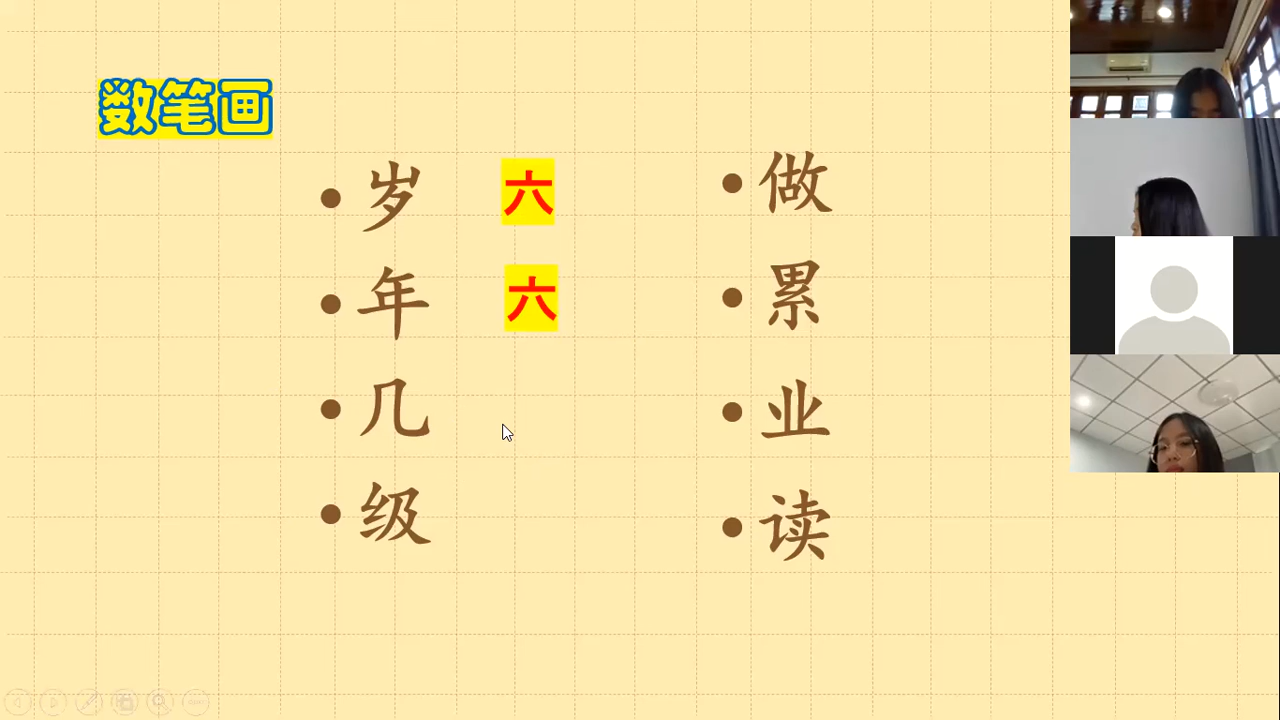 数笔画
岁 六
年 六
几
级
做
累
业
读